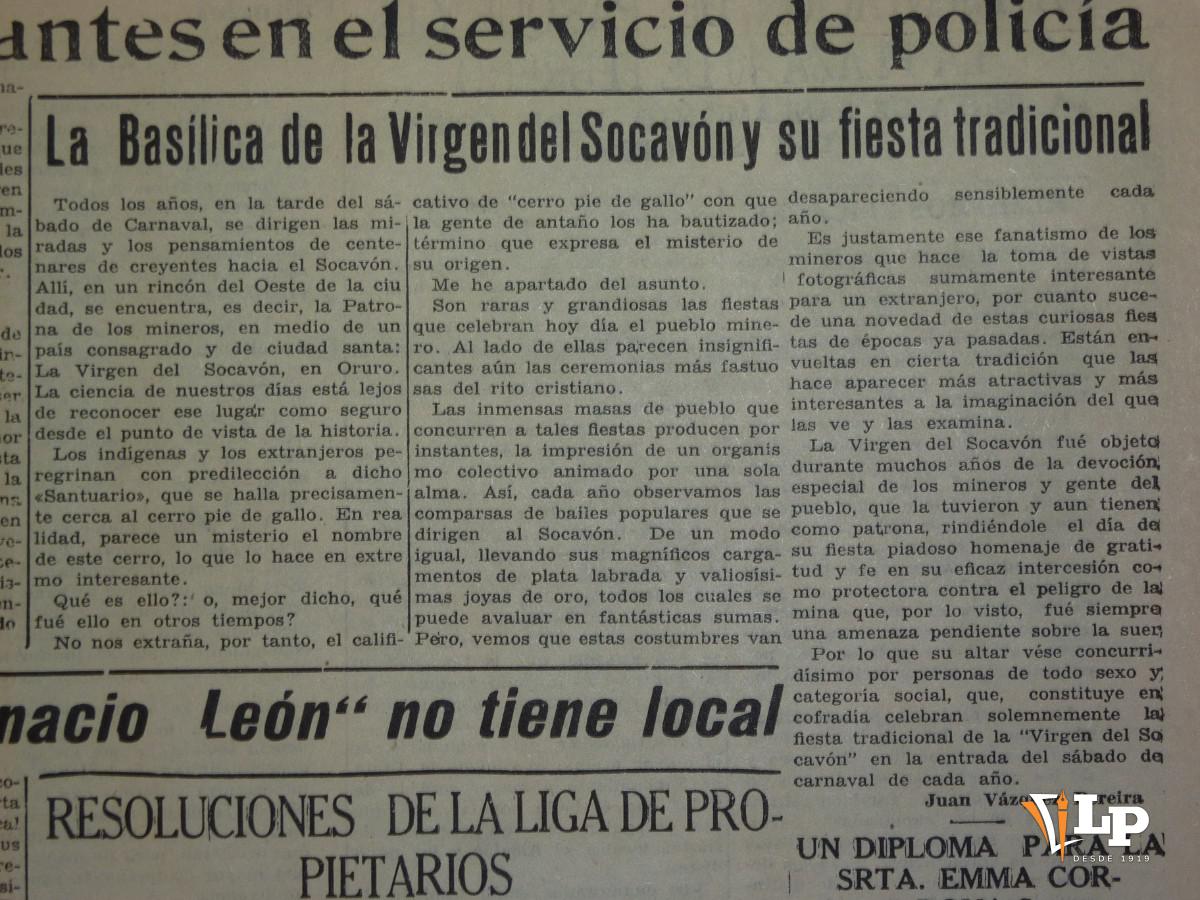 antes en el servicio de policía
La Basílica de la Virgen del Socavón y su fiesta tradicional
Todos los años, en la tarde del sá-
bado de Carnaval, se dirigen las mi-
radas y los pensamientos de cente-
nares de creyentes hacia el Socavón.
Allí, en un rincón del Oeste de la ciu
dad, se encuentra, es decir, la Patro-
na de los mineros, en medio de un
país consagrado y de ciudad santa:
La Virgen del Socavón, en Oruro.
La ciencia de nuestros días está lejos
de reconocer ese lugar como seguro
desde el punto de vista de la historia.
Los indígenas y los extranjeros pe-
regrinan con predilección a dicho
«Santuario», que se halla precisamen-
te cerca al cerro pie de gallo. En rea
lidad, parece un misterio el nombre
de este cerro, lo que lo hace en extre
mo interesante.
Qué es ello?: o, mejor dicho, qué
fué ello en otros tiempos?
No nos extraña, por tanto, el califi-
cativo de "cerro pie de gallo" con que
la gente de antaño los ha bautizado;
término que expresa el misterio de
su origen.
Me he apartado del asunto.
Son raras y grandiosas las fiestas
que celebran hoy día el pueblo mine-
ro. Al lado de ellas parecen insignifi-
cantes aún las ceremonias más fastuo
sas del rito cristiano.
Las inmensas masas de pueblo que
concurren a tales fiestas producen por
instantes, la impresión de un organis
mo colectivo animado por una sola
alma. Así, cada año observamos las
comparsas de bailes populares que se
dirigen al Socavón. De un modo
igual, llevando sus magníficos carga-
mentos de plata labrada y valiosísi-
mas joyas de oro, todos los cuales se
puede avaluar en fantásticas sumas.
Pero, vemos que estas costumbres van
desapareciendo sensiblemente cada
año.
Es justamente ese fanatismo de los
mineros que hace la toma de vistas
fotográficas sumamente interesante
para un extranjero, por cuanto suce-
de una novedad de estas curiosas fies
tas de épocas ya pasadas. Están en-
vueltas en cierta tradición que las
hace aparecer más atractivas y más
interesantes a la imaginación del que
las ve y las examina.
La Virgen del Socavón fué objeto
durante muchos años de la devoción
especial de los mineros y gente del
pueblo, que la tuvieron y aun tienen
como patrona, rindiéndole el día de
su fiesta piadoso homenaje de grati-
tud y fe en su eficaz intercesión co-
mo protectora contra el peligro de la
mina que, por lo visto, fué siempre
una amenaza pendiente sobre la suer
Por lo que su altar vése concurri-
dísimo por personas de todo sexo y
categoría social, que, constituye en
cofradía celebran solemnemente la
fiesta tradicional de la "Virgen del So
cavón" en la entrada del sábado de
carnaval de cada año.
Juan Pereira
nacio León" no tiene local
RESOLUCIONES DE LA LIGA DE PRO-
PIETARIOS
UN DIPLOMA PARA LA
SRTA. EMMA COR-
LP
DESDE 1919